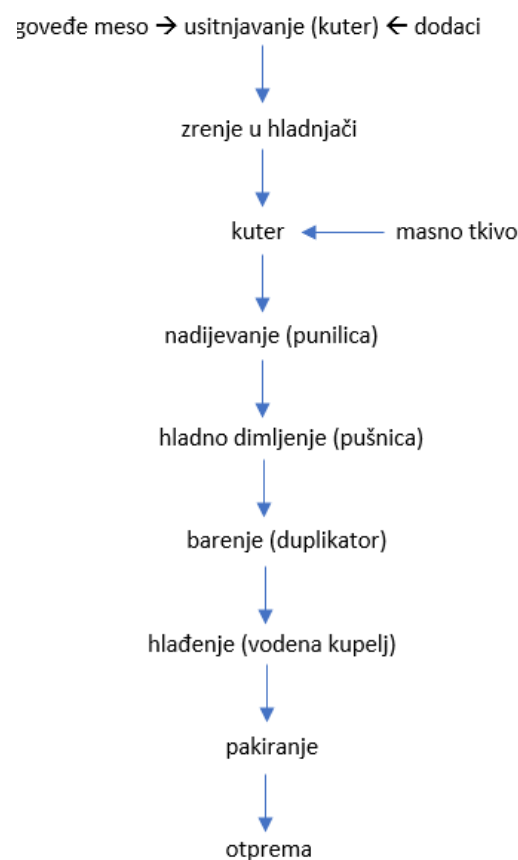 goveđe meso → usitnjavanje (kuter) ← dodaci
zrenje u hladnjači
kuter ← masno tkivo
nadijevanje (punilica)
hladno dimljenje (pušnica)
barenje (duplikator)
hlađenje (vodena kupelj)
pakiranje
otprema